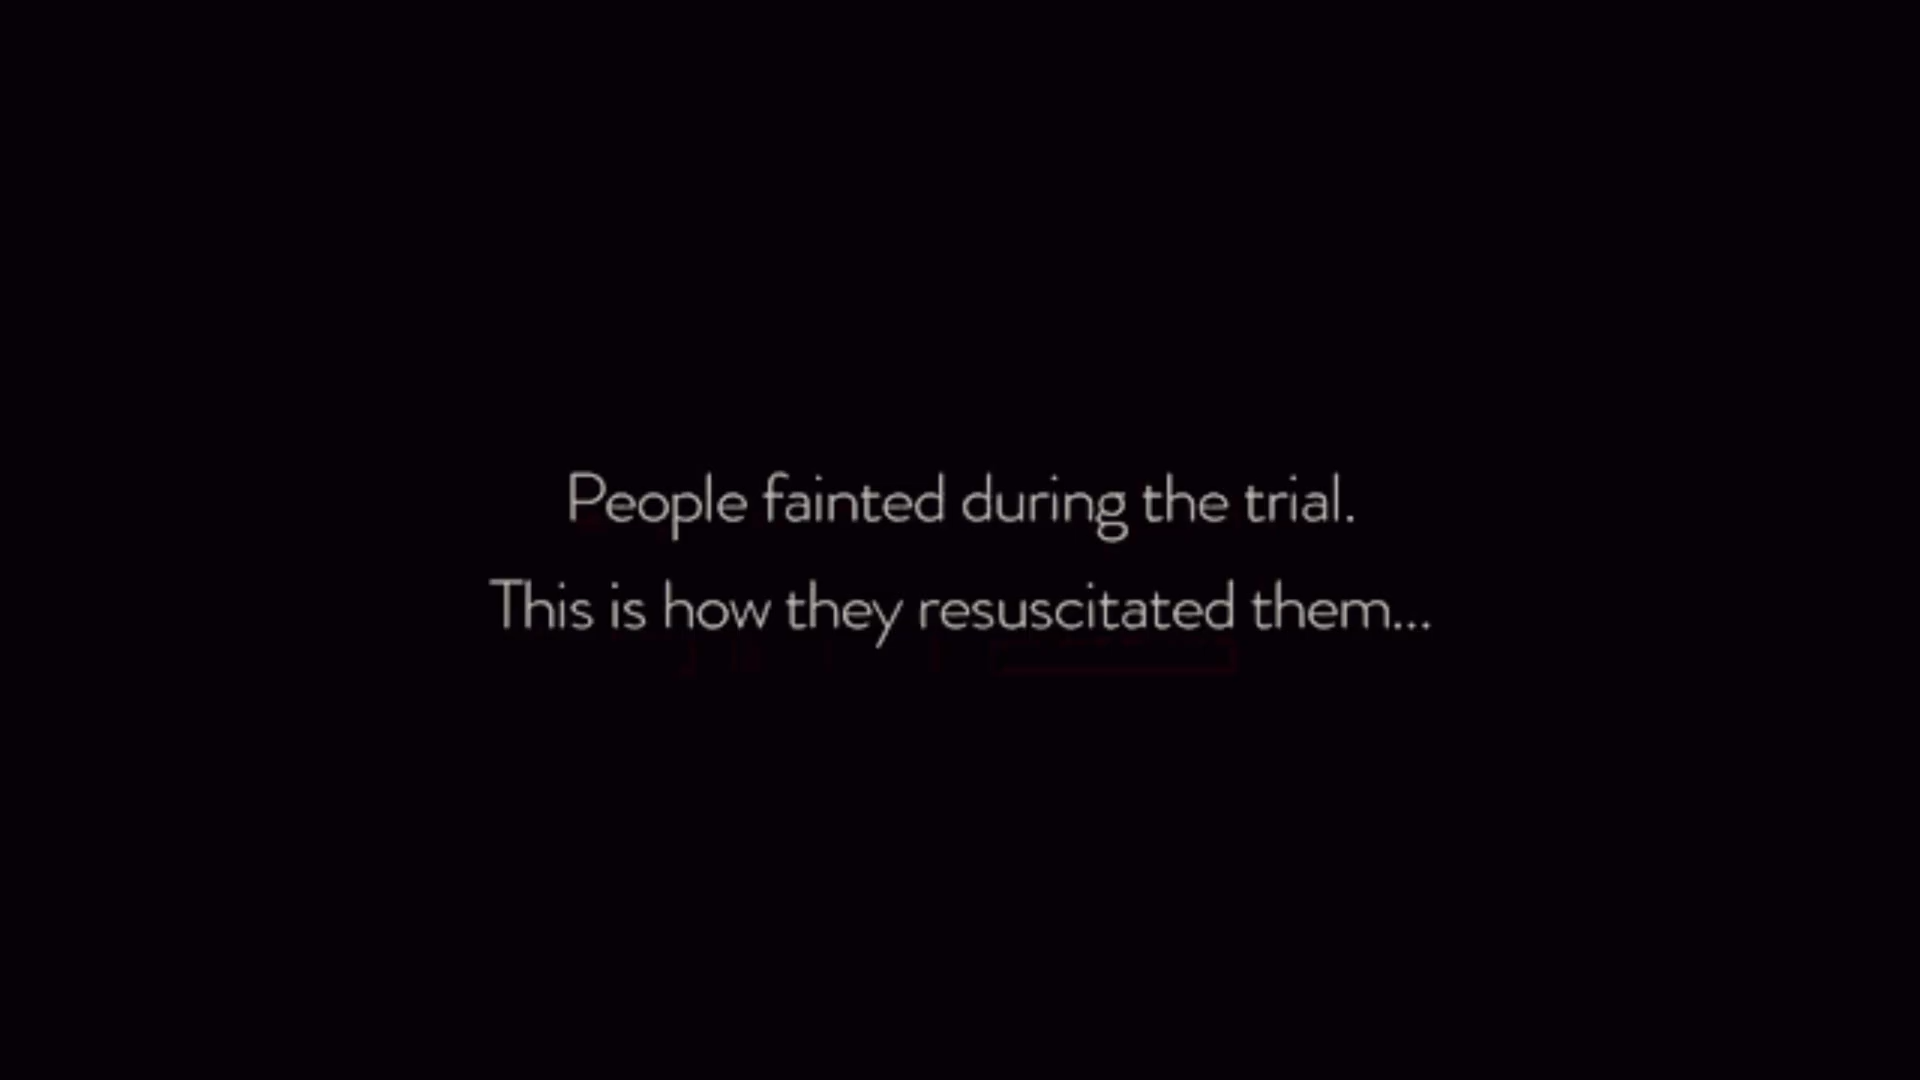 People fainted during the trial.
This is how they resuscitated them...